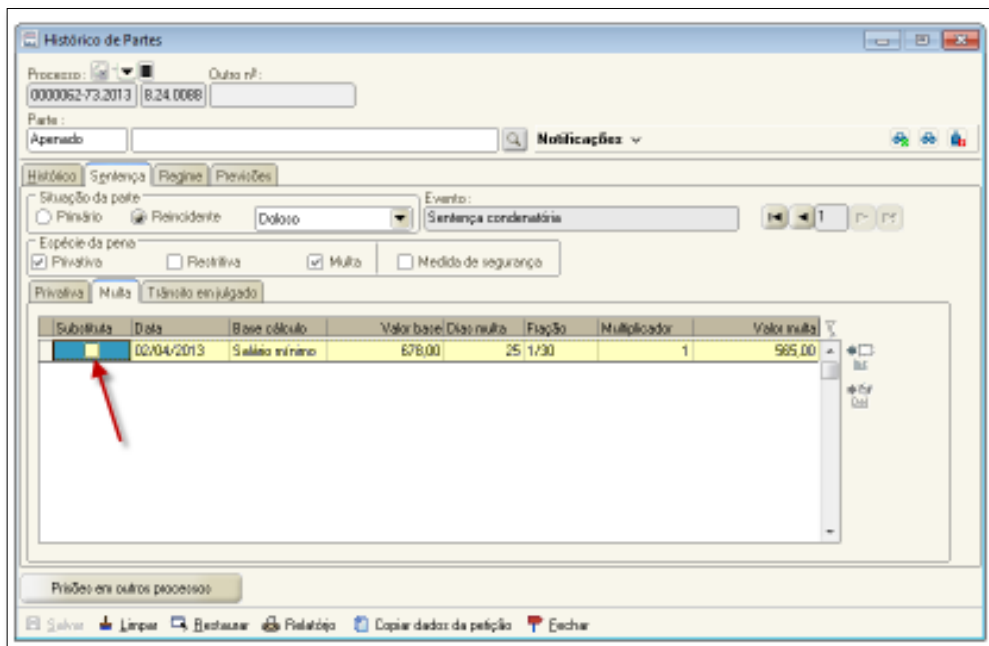 Histórico de Partes
Processo: Outro nº:
0000062-73.2013 8.24.0088
Parte:
Apenado Notificações
Histórico Sentença Regime Previsões
Situação da parte Evento:
Primário Reincidente Doloso Sentença condenatória 1
Espécie da pena
Privativa Restritiva Multa Medida de segurança
Privativa Multa Trânsito em julgado
Substituta Data Base cálculo Valor base Dias multa Fração Multiplicador Valor multa
02/04/2013 Salário mínimo 678,00 25 1/30 1 565,00
Prisões em outros processos
Salvar Limpar Restaurar Relatório Copiar dados da petição Fechar